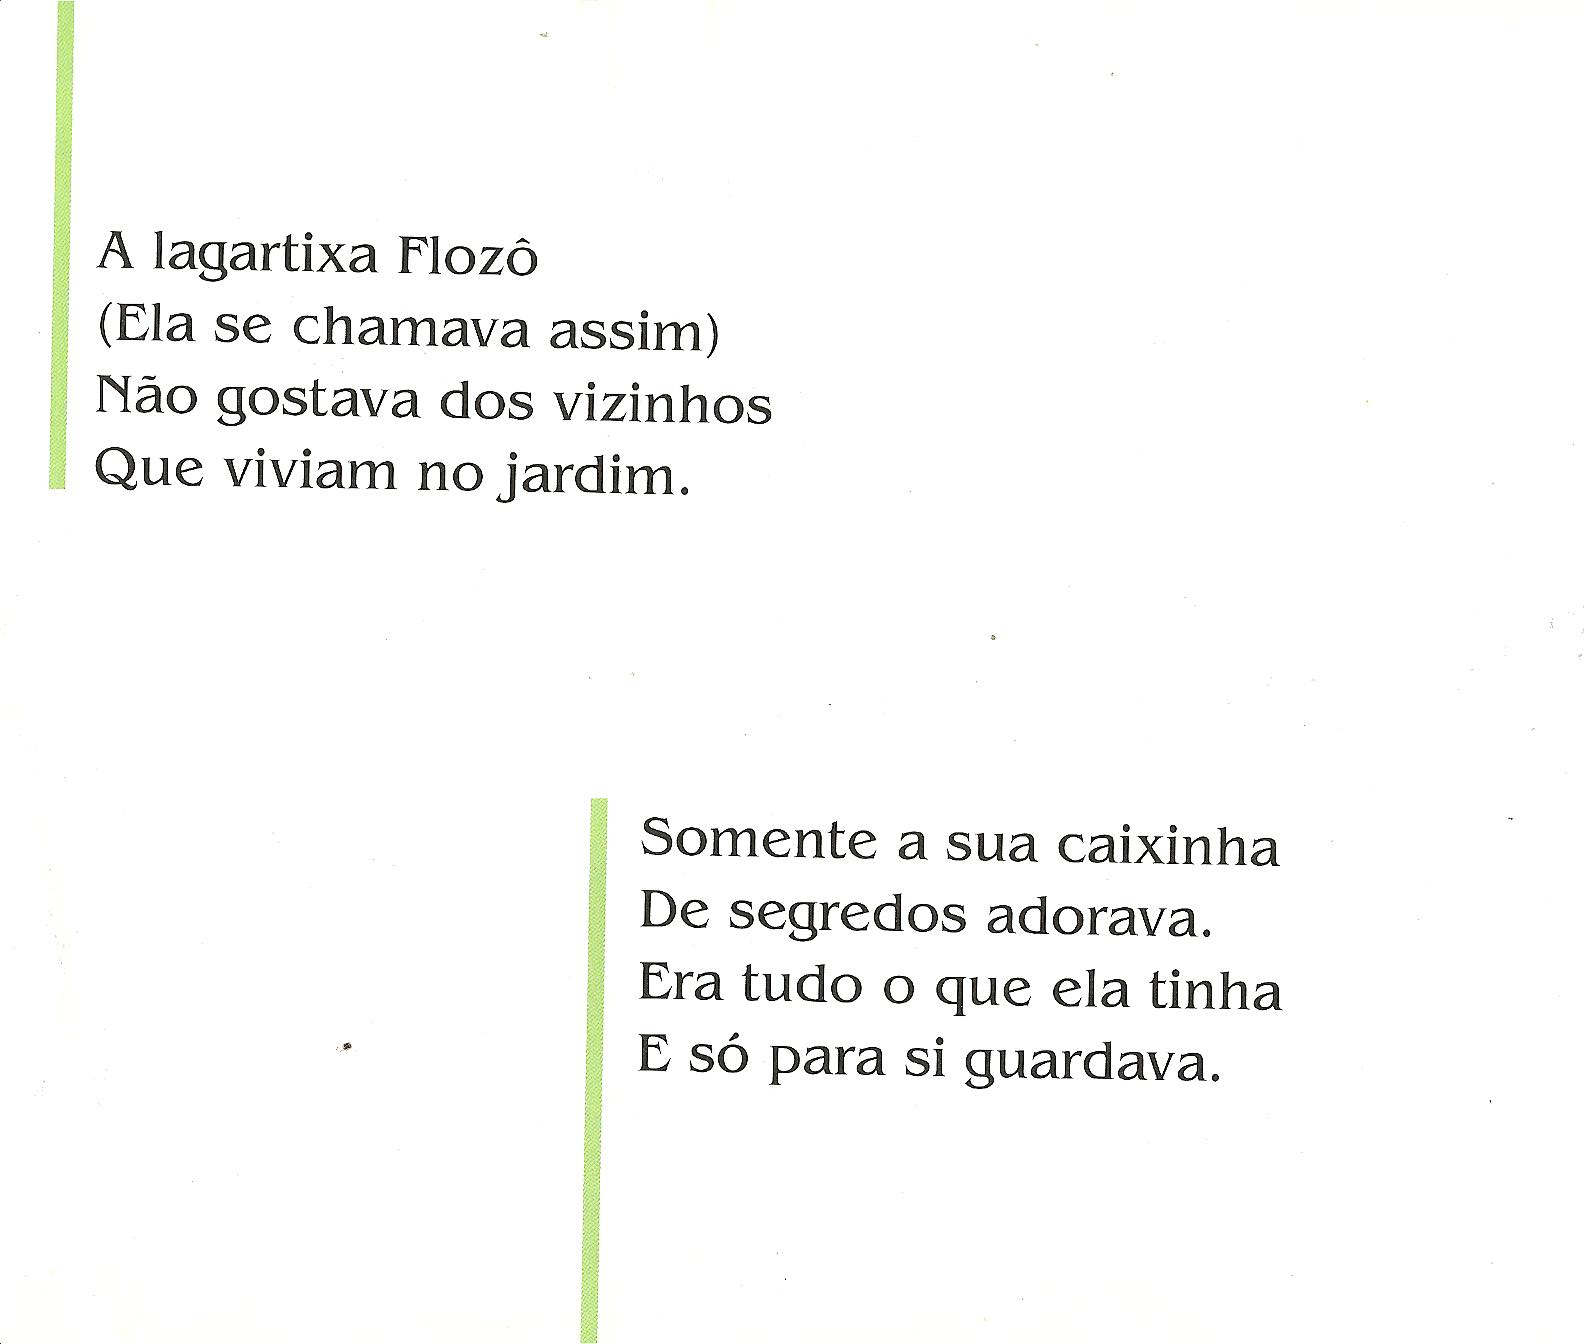 A lagartixa Flozô
(Ela se chamava assim)
Não gostava dos vizinhos
Que viviam no jardim.
Somente a sua caixinha
De segredos adorava.
Era tudo o que ela tinha
E só para si guardava.